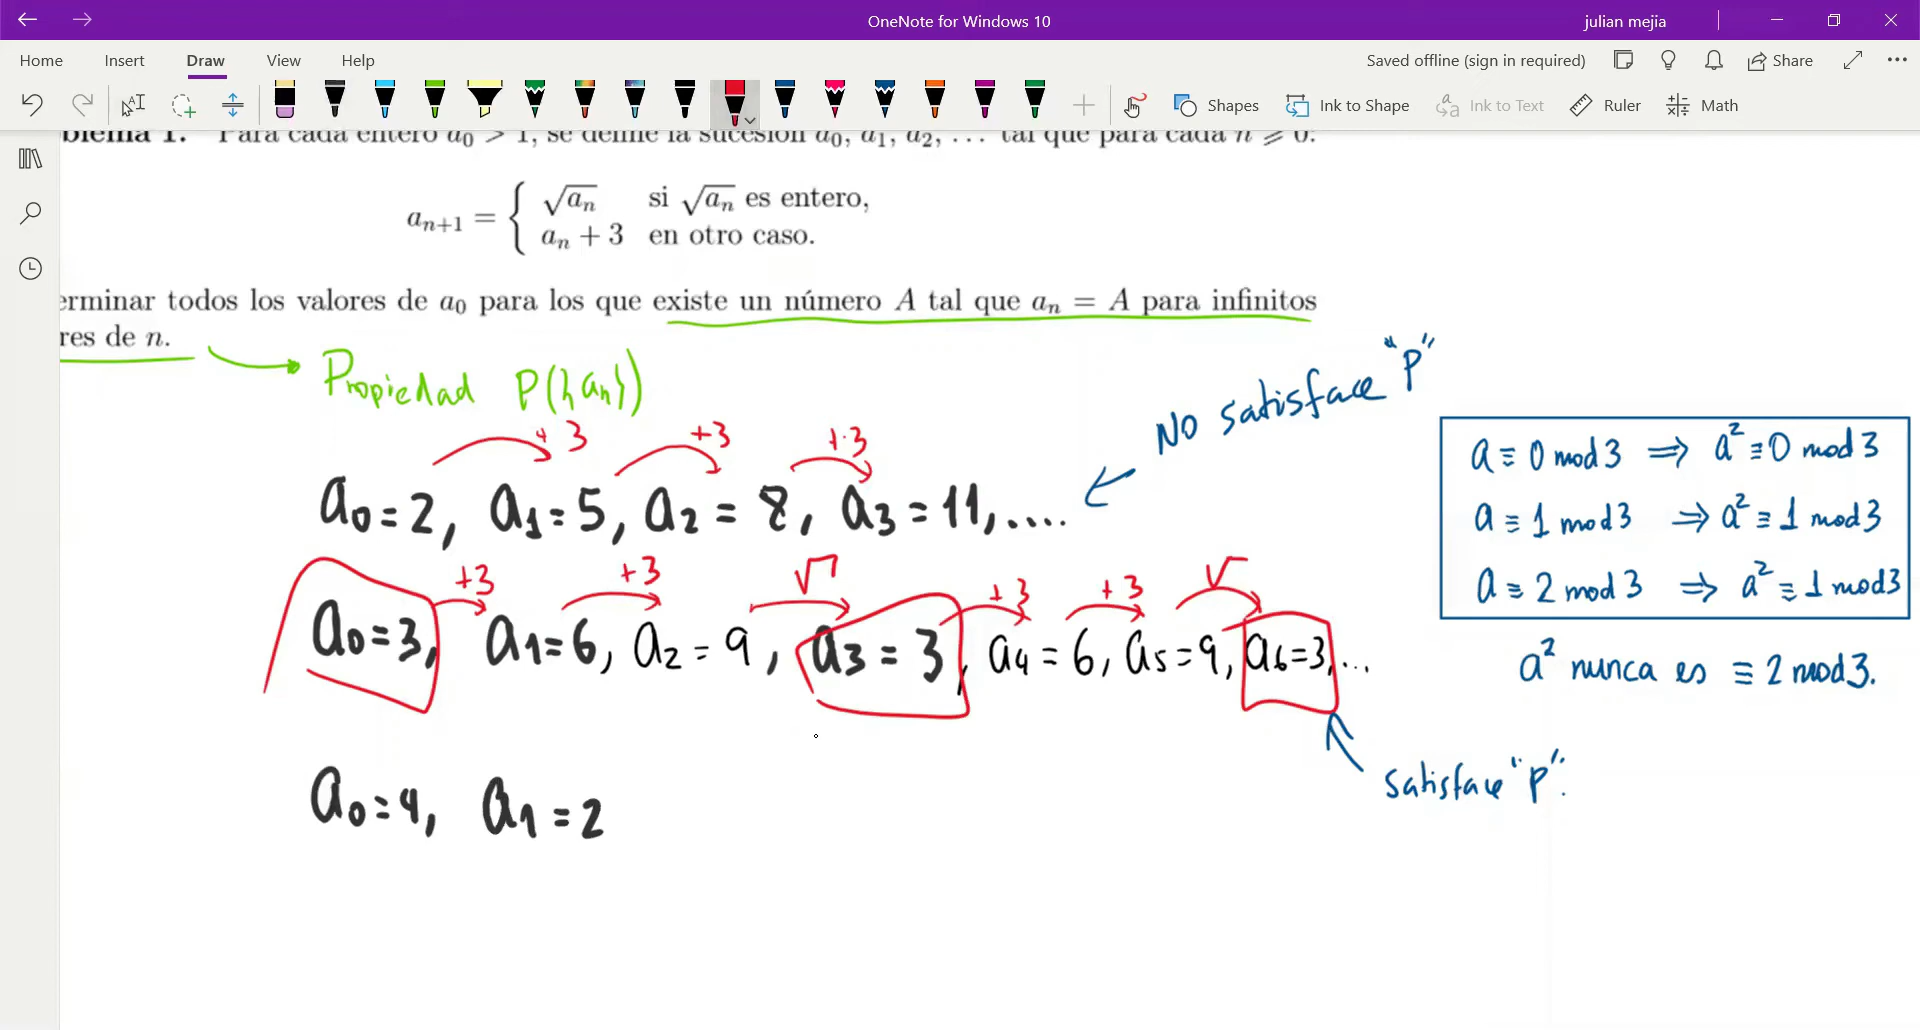 OneNote for Windows 10
julian mejia
Home Insert Draw View Help
Saved offline (sign in required)
Share
Shapes Ink to Shape Ink to Text Ruler Math
blema 1. Para cada entero a₀ > 1, se define la sucesión a₀, a₁, a₂, … tal que para cada n ⩾ 0:
aₙ₊₁ = { √aₙ si √aₙ es entero,
aₙ + 3 en otro caso.
erminar todos los valores de a₀ para los que existe un número A tal que aₙ = A para infinitos
res de n.
Propiedad P({an})
No satisface "P"
+3 +3 +3
a₀=2, a₁=5, a₂=8, a₃=11,....
+3 +3 √ +3 +3 √
a₀=3, a₁=6, a₂=9, a₃=3, a₄=6, a₅=9, a₆=3,...
satisface "P".
a₀=4, a₁=2
a≡0 mod 3 ⟹ a²≡0 mod 3
a≡1 mod 3 ⟹ a²≡1 mod 3
a≡2 mod 3 ⟹ a²≡1 mod 3
a² nunca es ≡2 mod 3.